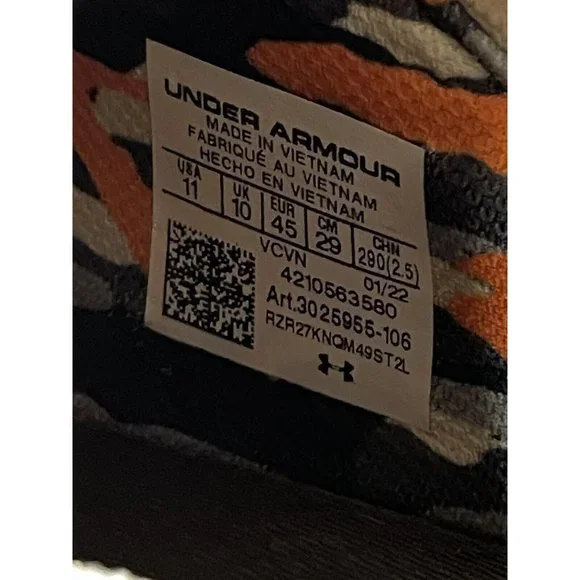 UNDER ARMOUR
MADE IN VIETNAM
FABRIQUÉ AU VIETNAM
HECHO EN VIETNAM
USA UK EUR CM CHN
11 10 45 29 290(2.5)
VCVN 01/22
4210563580
Art.3025955-106
RZR27KNQM49ST2L